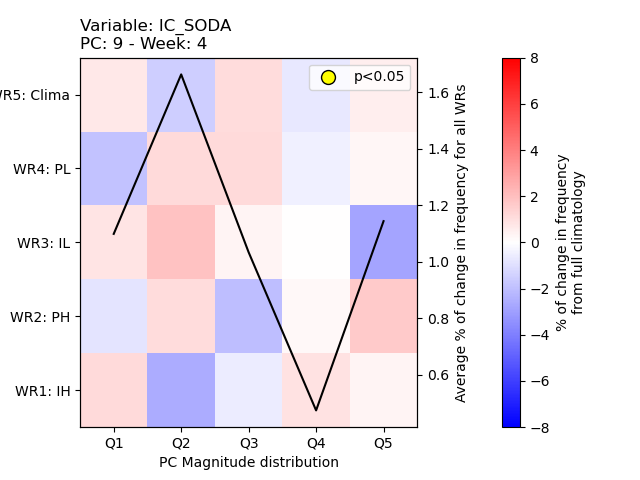 Variable: IC_SODA
PC: 9 - Week: 4
p<0.05
WR5: Clima
WR4: PL
WR3: IL
WR2: PH
WR1: IH
Q1 Q2 Q3 Q4 Q5
PC Magnitude distribution
1.6
1.4
1.2
1.0
0.8
0.6
Average % of change in frequency for all WRs
8
6
4
2
0
−2
−4
−6
−8
% of change in frequency
from full climatology